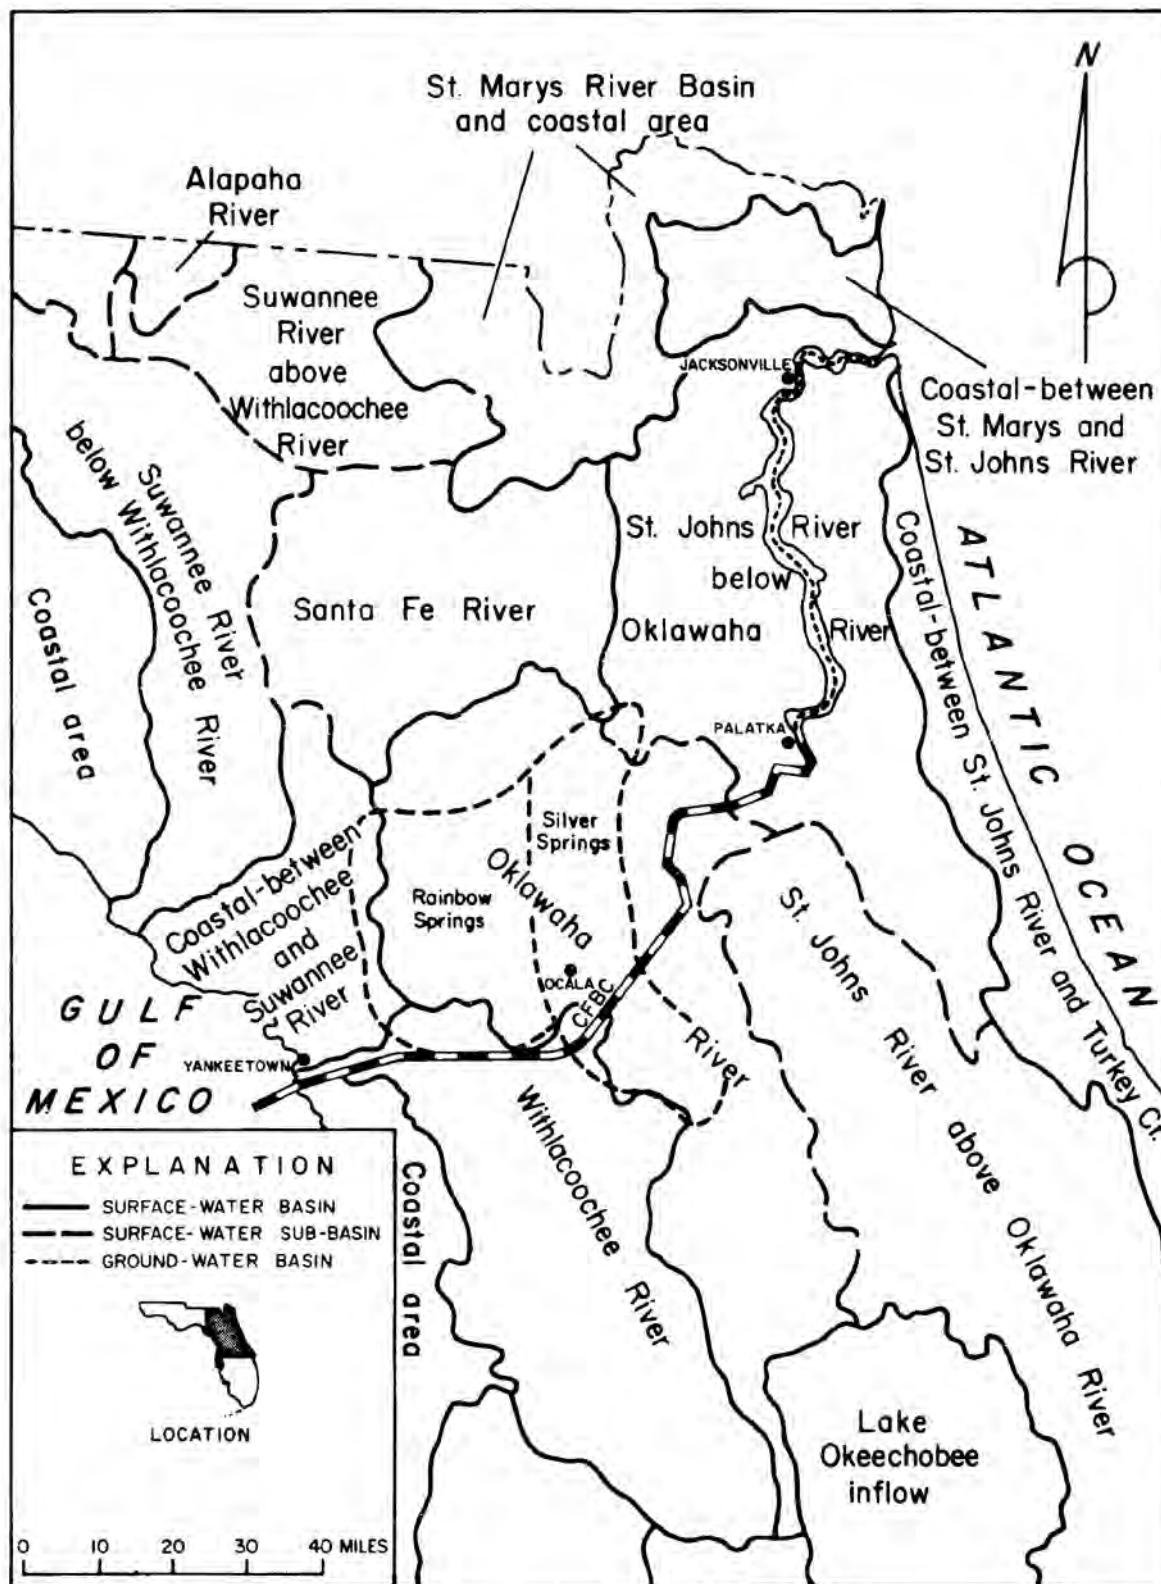 N
St. Marys River Basin
and coastal area
Alapaha
River
Suwannee
River
above
Withlacoochee
River
JACKSONVILLE
Coastal-between
St. Marys and
St. Johns River
Suwannee River
below Withlacoochee River
Coastal area
Santa Fe River
St. Johns River
below
Oklawaha River
Coastal-between St. Johns River and Turkey Cr.
ATLANTIC
OCEAN
PALATKA
Silver
Springs
Oklawaha
River
Rainbow
Springs
OCALA
C.F.B.C.
Coastal-between
Withlacoochee
and
Suwannee
River
GULF
OF
MEXICO
YANKEETOWN
St. Johns River above Oklawaha River
Withlacoochee River
Coastal area
Lake
Okeechobee
inflow
EXPLANATION
SURFACE-WATER BASIN
SURFACE-WATER SUB-BASIN
GROUND-WATER BASIN
LOCATION
0 10 20 30 40 MILES